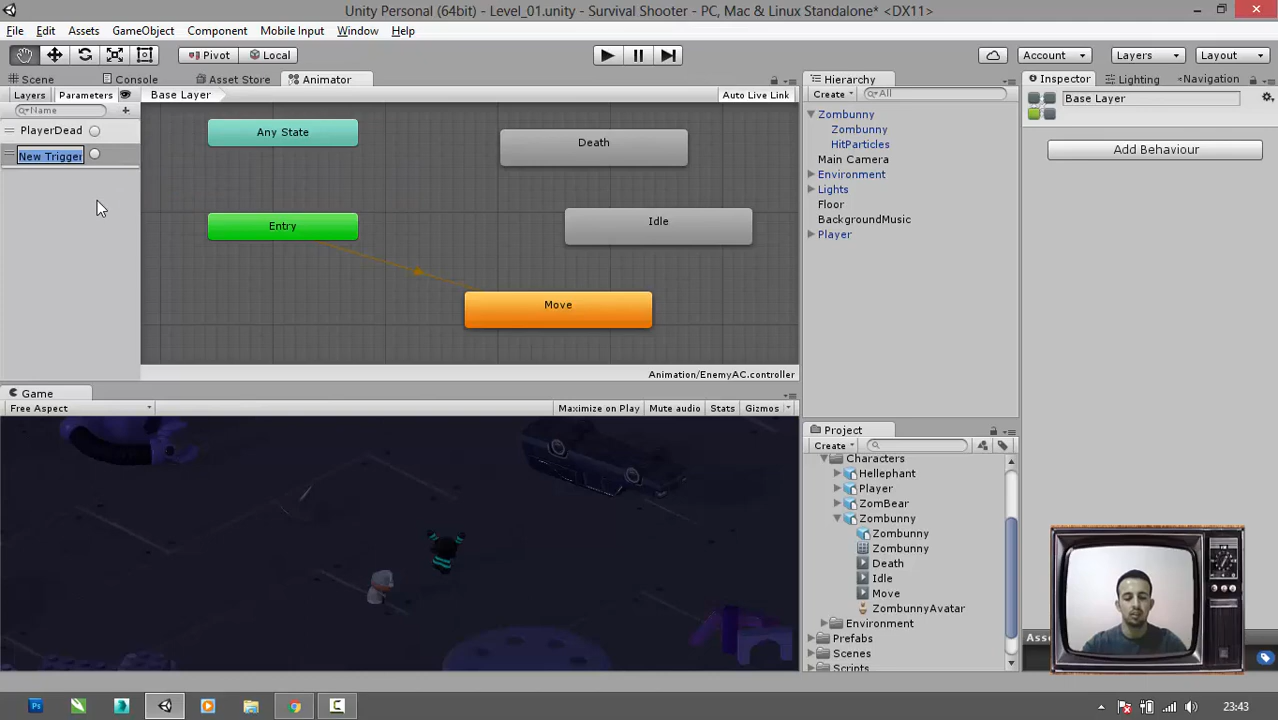 Unity Personal (64bit) - Level_01.unity - Survival Shooter - PC, Mac & Linux Standalone* <DX11>
File Edit Assets GameObject Component Mobile Input Window Help
Pivot Local Account Layers Layout
Scene Console Asset Store Animator Hierarchy Inspector Lighting Navigation
Layers Parameters Base Layer Auto Live Link Create All Base Layer
Name
PlayerDead
New Trigger
Any State
Death
Entry
Idle
Move
Animation/EnemyAC.controller
Zombunny
Zombunny
HitParticles
Main Camera
Environment
Lights
Floor
BackgroundMusic
Player
Add Behaviour
Game
Free Aspect Maximize on Play Mute audio Stats Gizmos
Project
Create
Characters
Hellephant
Player
ZomBear
Zombunny
Zombunny
Zombunny
Death
Idle
Move
ZombunnyAvatar
Environment
Prefabs
Scenes
Scripts
Asse
Ps
23:43